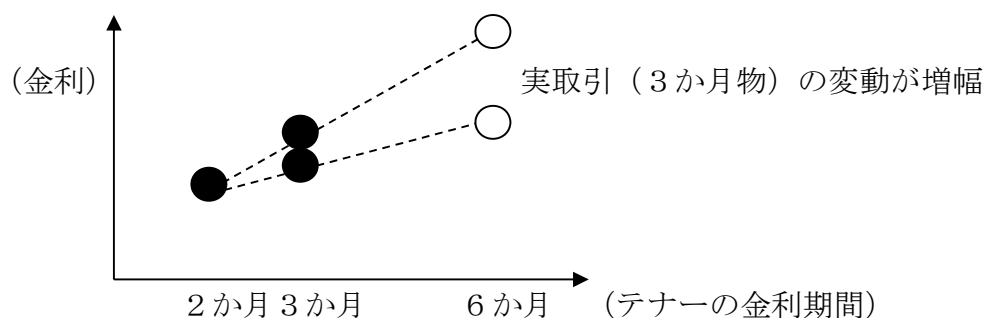 （金利）
実取引（３か月物）の変動が増幅
２か月 ３か月 ６か月 （テナーの金利期間）